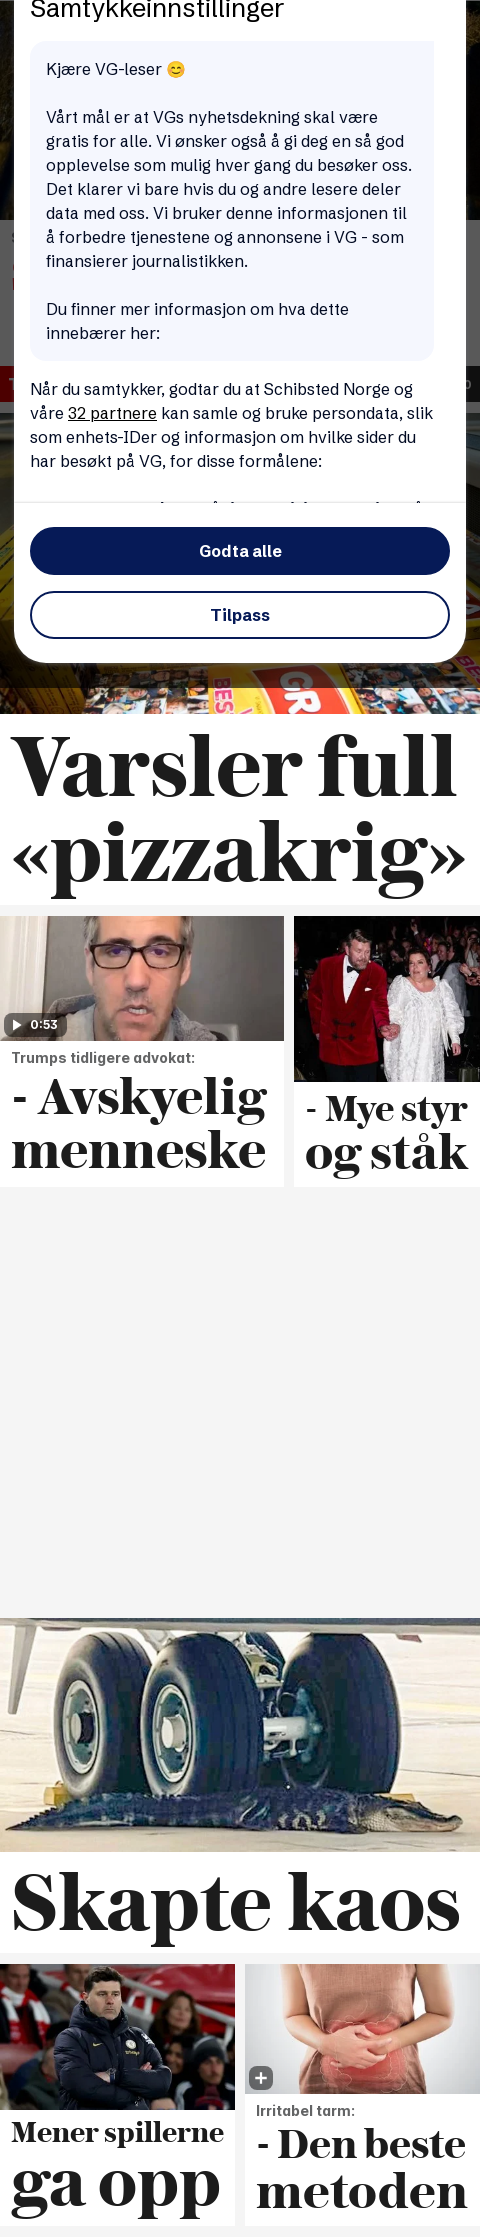 Samtykkeinnstillinger
Kjære VG-leser 😊
Vårt mål er at VGs nyhetsdekning skal være
gratis for alle. Vi ønsker også å gi deg en så god
opplevelse som mulig hver gang du besøker oss.
Det klarer vi bare hvis du og andre lesere deler
data med oss. Vi bruker denne informasjonen til
å forbedre tjenestene og annonsene i VG - som
finansierer journalistikken.
Du finner mer informasjon om hva dette
innebærer her:
Når du samtykker, godtar du at Schibsted Norge og
våre 32 partnere kan samle og bruke persondata, slik
som enhets-IDer og informasjon om hvilke sider du
har besøkt på VG, for disse formålene:
Godta alle
Tilpass
Varsler full
«pizzakrig»
0:53
Trumps tidligere advokat:
- Avskyelig
menneske
- Mye styr
og ståk
Skapte kaos
Mener spillerne
ga opp
Irritabel tarm:
- Den beste
metoden